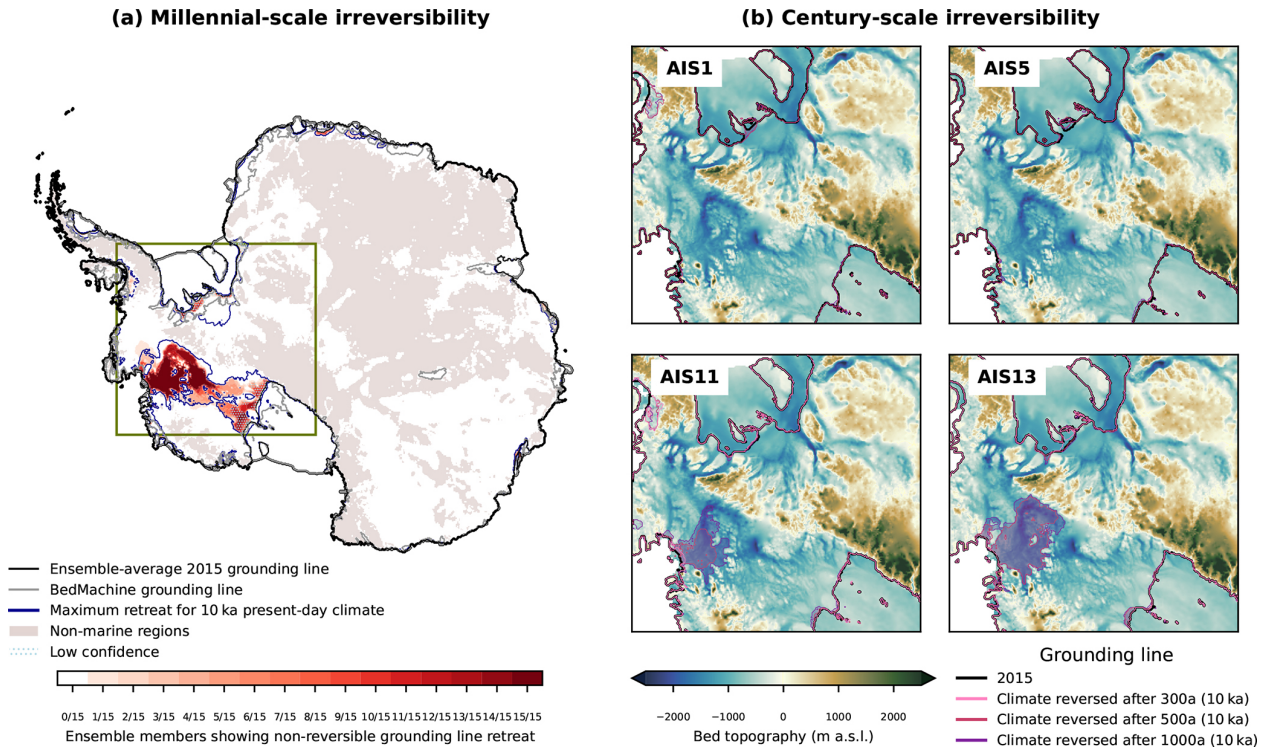 (a) Millennial-scale irreversibility
Ensemble-average 2015 grounding line
BedMachine grounding line
Maximum retreat for 10 ka present-day climate
Non-marine regions
Low confidence
0/15 1/15 2/15 3/15 4/15 5/15 6/15 7/15 8/15 9/15 10/15 11/15 12/15 13/15 14/15 15/15
Ensemble members showing non-reversible grounding line retreat
(b) Century-scale irreversibility
AIS1
AIS5
AIS11
AIS13
−2000 −1000 0 1000 2000
Bed topography (m a.s.l.)
Grounding line
2015
Climate reversed after 300a (10 ka)
Climate reversed after 500a (10 ka)
Climate reversed after 1000a (10 ka)